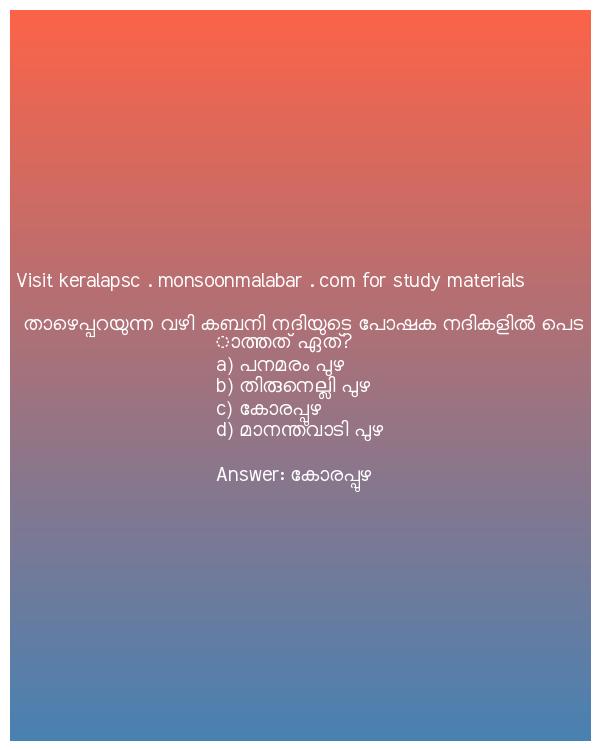 Visit keralapsc . monsoonmalabar . com for study materials
താഴെപ്പറയുന്ന വഴി കബനി നദിയുടെ പോഷക നദികളിൽ പെട
ാത്തത് ഏത്?
a) പനമരം പുഴ
b) തിരുനെല്ലി പുഴ
c) കോരപ്പുഴ
d) മാനന്തവാടി പുഴ
Answer: കോരപ്പുഴ